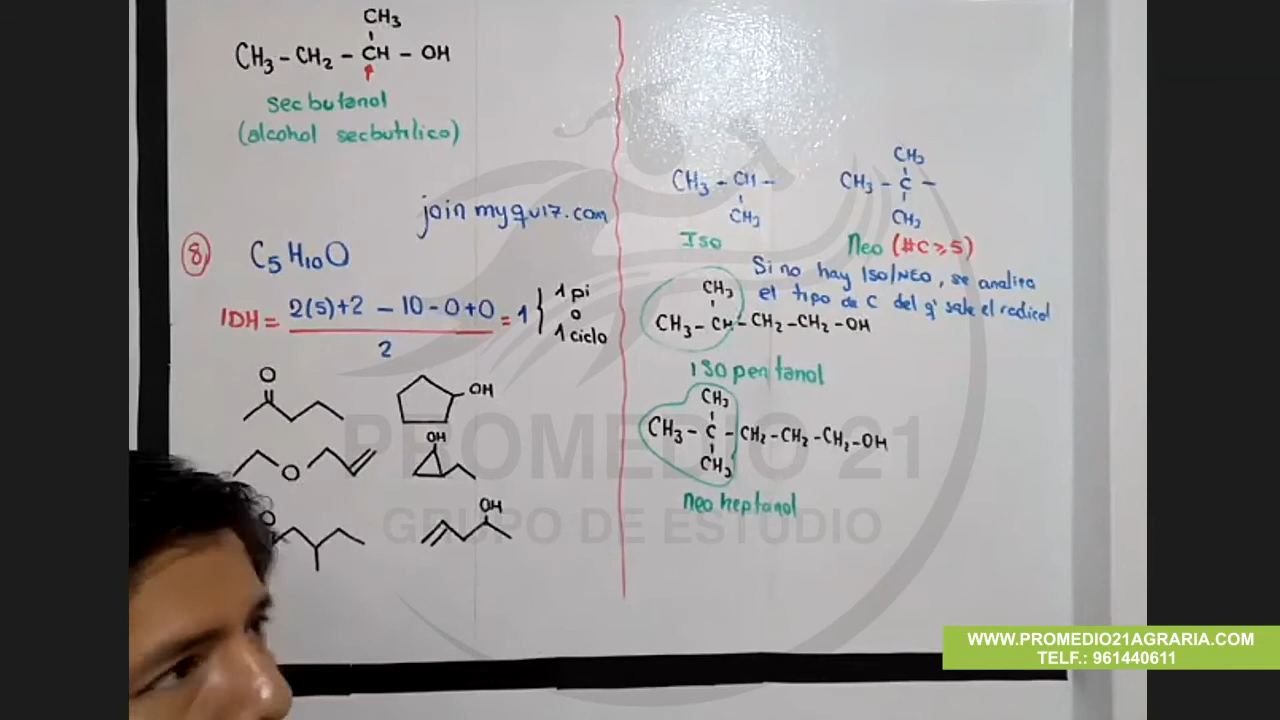 CH₃
CH₃ – CH₂ – CH – OH
sec butanol
(alcohol secbutilico)
join myquiz.com
8) C₅H₁₀O
IDH = 2(5)+2 – 10 – 0 + 0 / 2 = 1
1 pi
o
1 ciclo
O
OH
O
OH
O
OH
CH₃ – CH –
CH₃
Iso
CH₃
CH₃ – C –
CH₃
Neo (#C ≥ 5)
Si no hay ISO/NEO, se analiza
el tipo de C del q' sale el radical
CH₃
CH₃ – CH – CH₂ – CH₂ – OH
ISO pentanol
CH₃
CH₃ – C – CH₂ – CH₂ – CH₂ – OH
CH₃
neo heptanol
PROMEDIO 21
GRUPO DE ESTUDIO
WWW.PROMEDIO21AGRARIA.COM
TELF.: 961440611